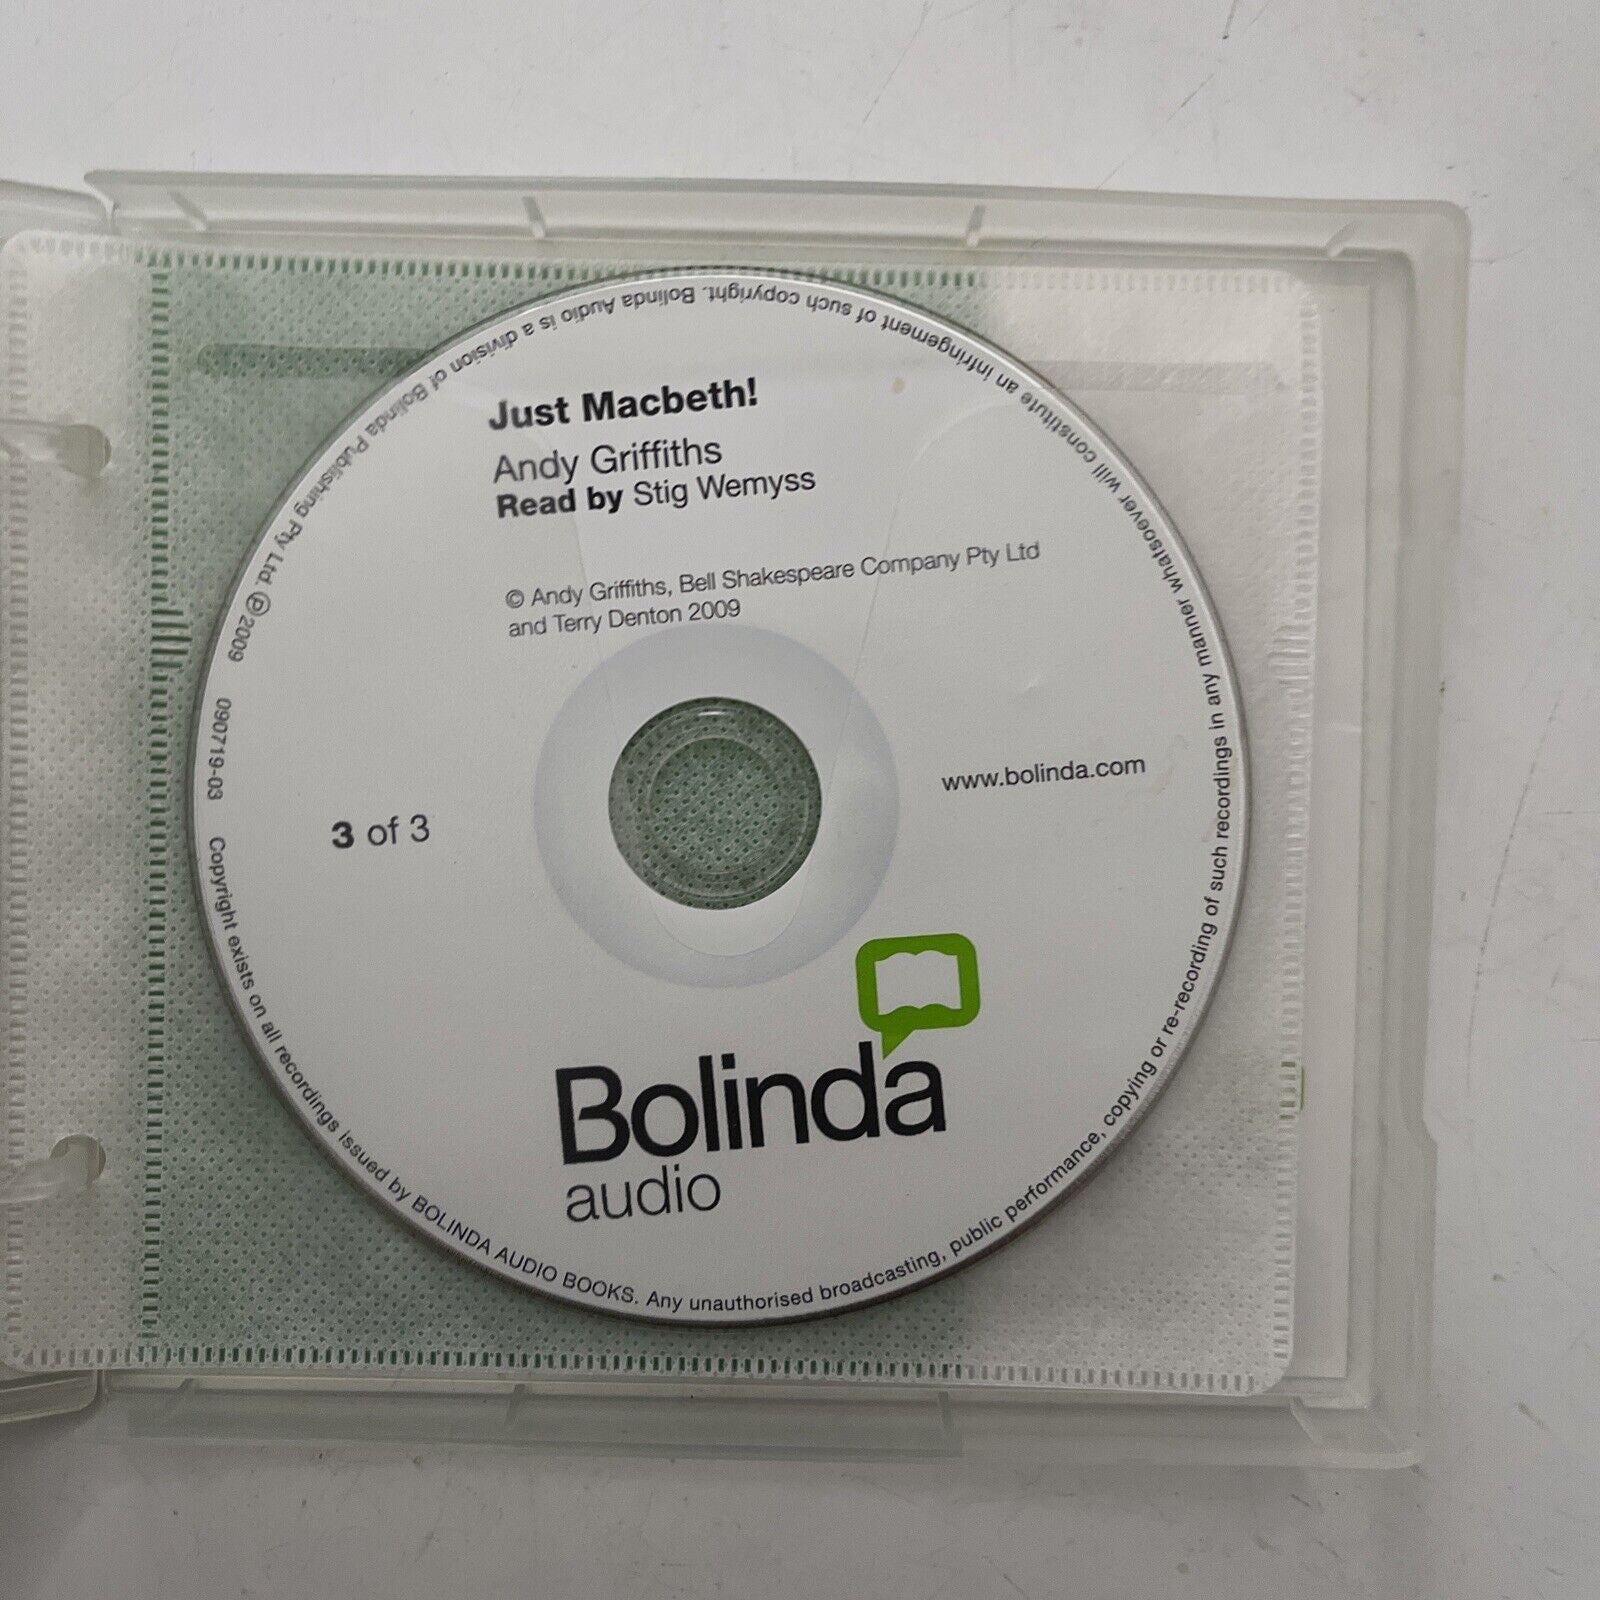 Just Macbeth!
Andy Griffiths
Read by Stig Wemyss
© Andy Griffiths, Bell Shakespeare Company Pty Ltd
and Terry Denton 2009
www.bolinda.com
3 of 3
Bolinda
audio
Copyright exists on all recordings issued by BOLINDA AUDIO BOOKS. Any unauthorised broadcasting, public performance, copying or re-recording of such recordings in any manner whatsoever will constitute an infringement of such copyright. Bolinda Audio is a division of Bolinda Publishing Pty Ltd. ℗2009
090719-03